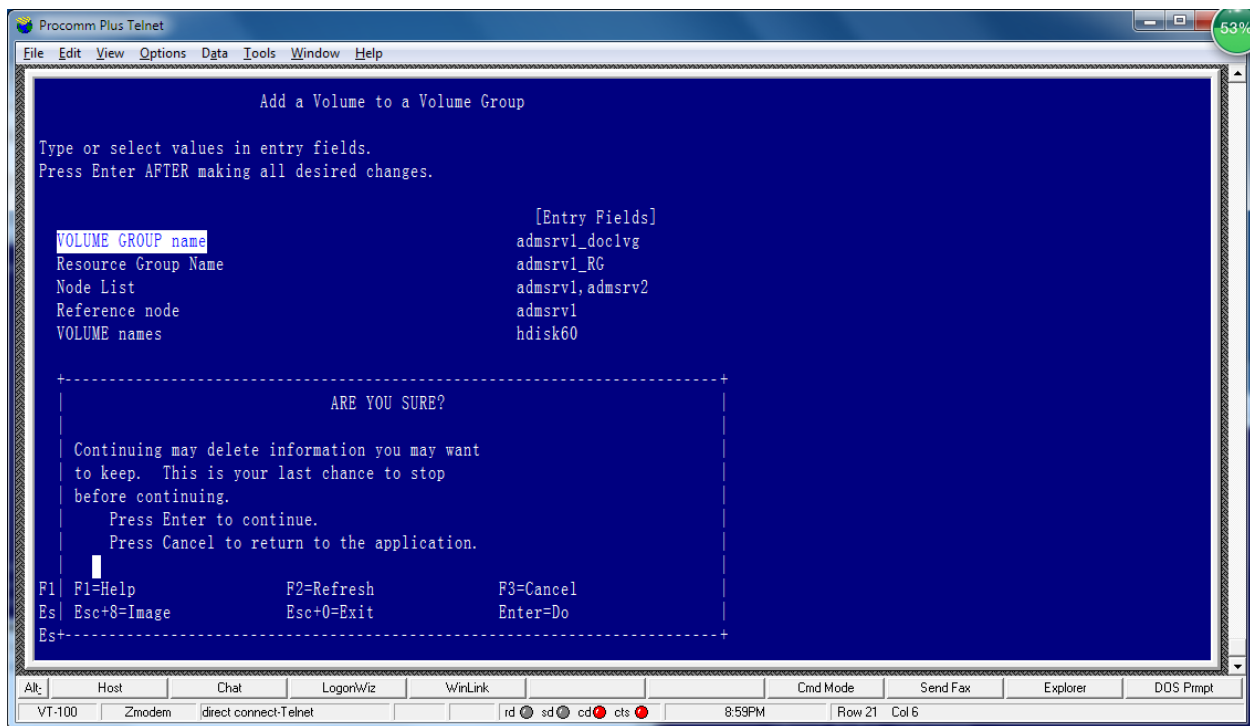 Procomm Plus Telnet
53%
File Edit View Options Data Tools Window Help
Add a Volume to a Volume Group
Type or select values in entry fields.
Press Enter AFTER making all desired changes.
[Entry Fields]
VOLUME GROUP name admsrv1_doc1vg
Resource Group Name admsrv1_RG
Node List admsrv1,admsrv2
Reference node admsrv1
VOLUME names hdisk60
ARE YOU SURE?
Continuing may delete information you may want
to keep. This is your last chance to stop
before continuing.
Press Enter to continue.
Press Cancel to return to the application.
F1 F1=Help F2=Refresh F3=Cancel
Es Esc+8=Image Esc+0=Exit Enter=Do
Es
Alt- Host Chat LogonWiz WinLink Cmd Mode Send Fax Explorer DOS Prmpt
VT-100 Zmodem direct connect-Telnet rd sd cd cts 8:59PM Row 21 Col 6